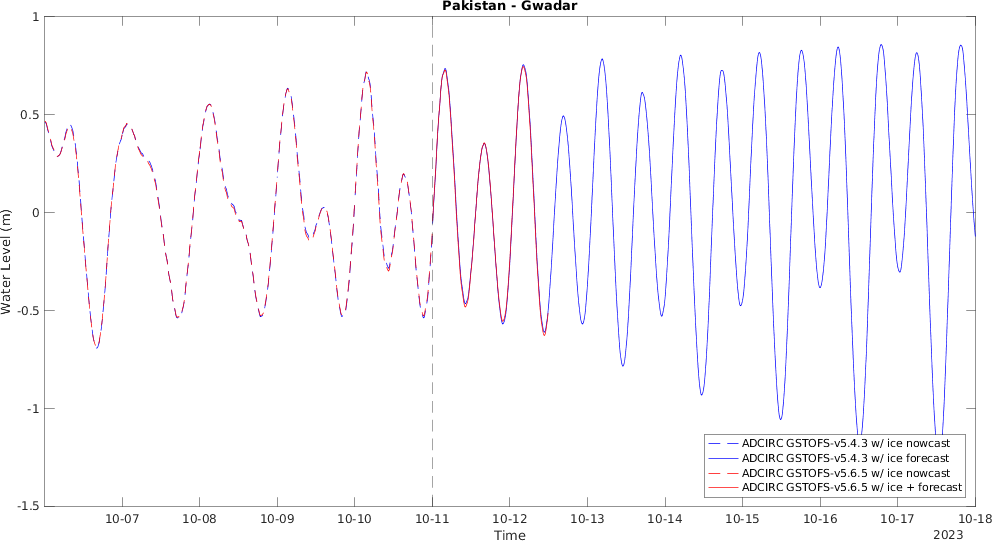 Pakistan - Gwadar
1
0.5
0
-0.5
-1
-1.5
Water Level (m)
ADCIRC GSTOFS-v5.4.3 w/ ice nowcast
ADCIRC GSTOFS-v5.4.3 w/ ice forecast
ADCIRC GSTOFS-v5.6.5 w/ ice nowcast
ADCIRC GSTOFS-v5.6.5 w/ ice + forecast
10-07 10-08 10-09 10-10 10-11 10-12 10-13 10-14 10-15 10-16 10-17 10-18
Time
2023